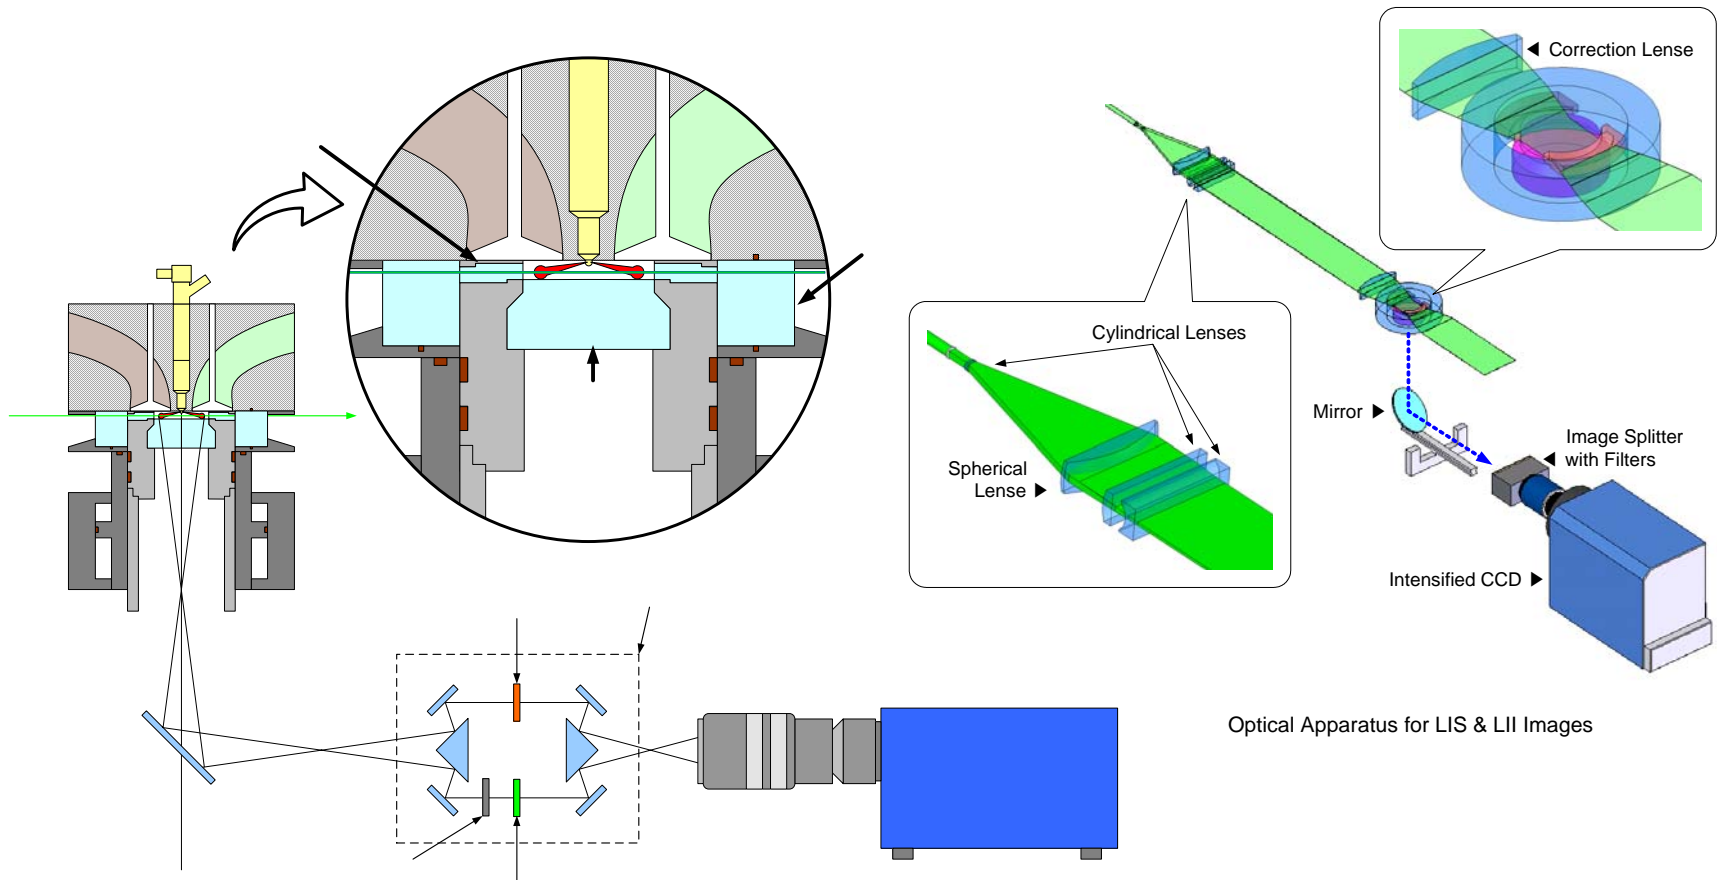 Correction Lense
Cylindrical Lenses
Spherical
Lense
Mirror
Image Splitter
with Filters
Intensified CCD
Optical Apparatus for LIS & LII Images